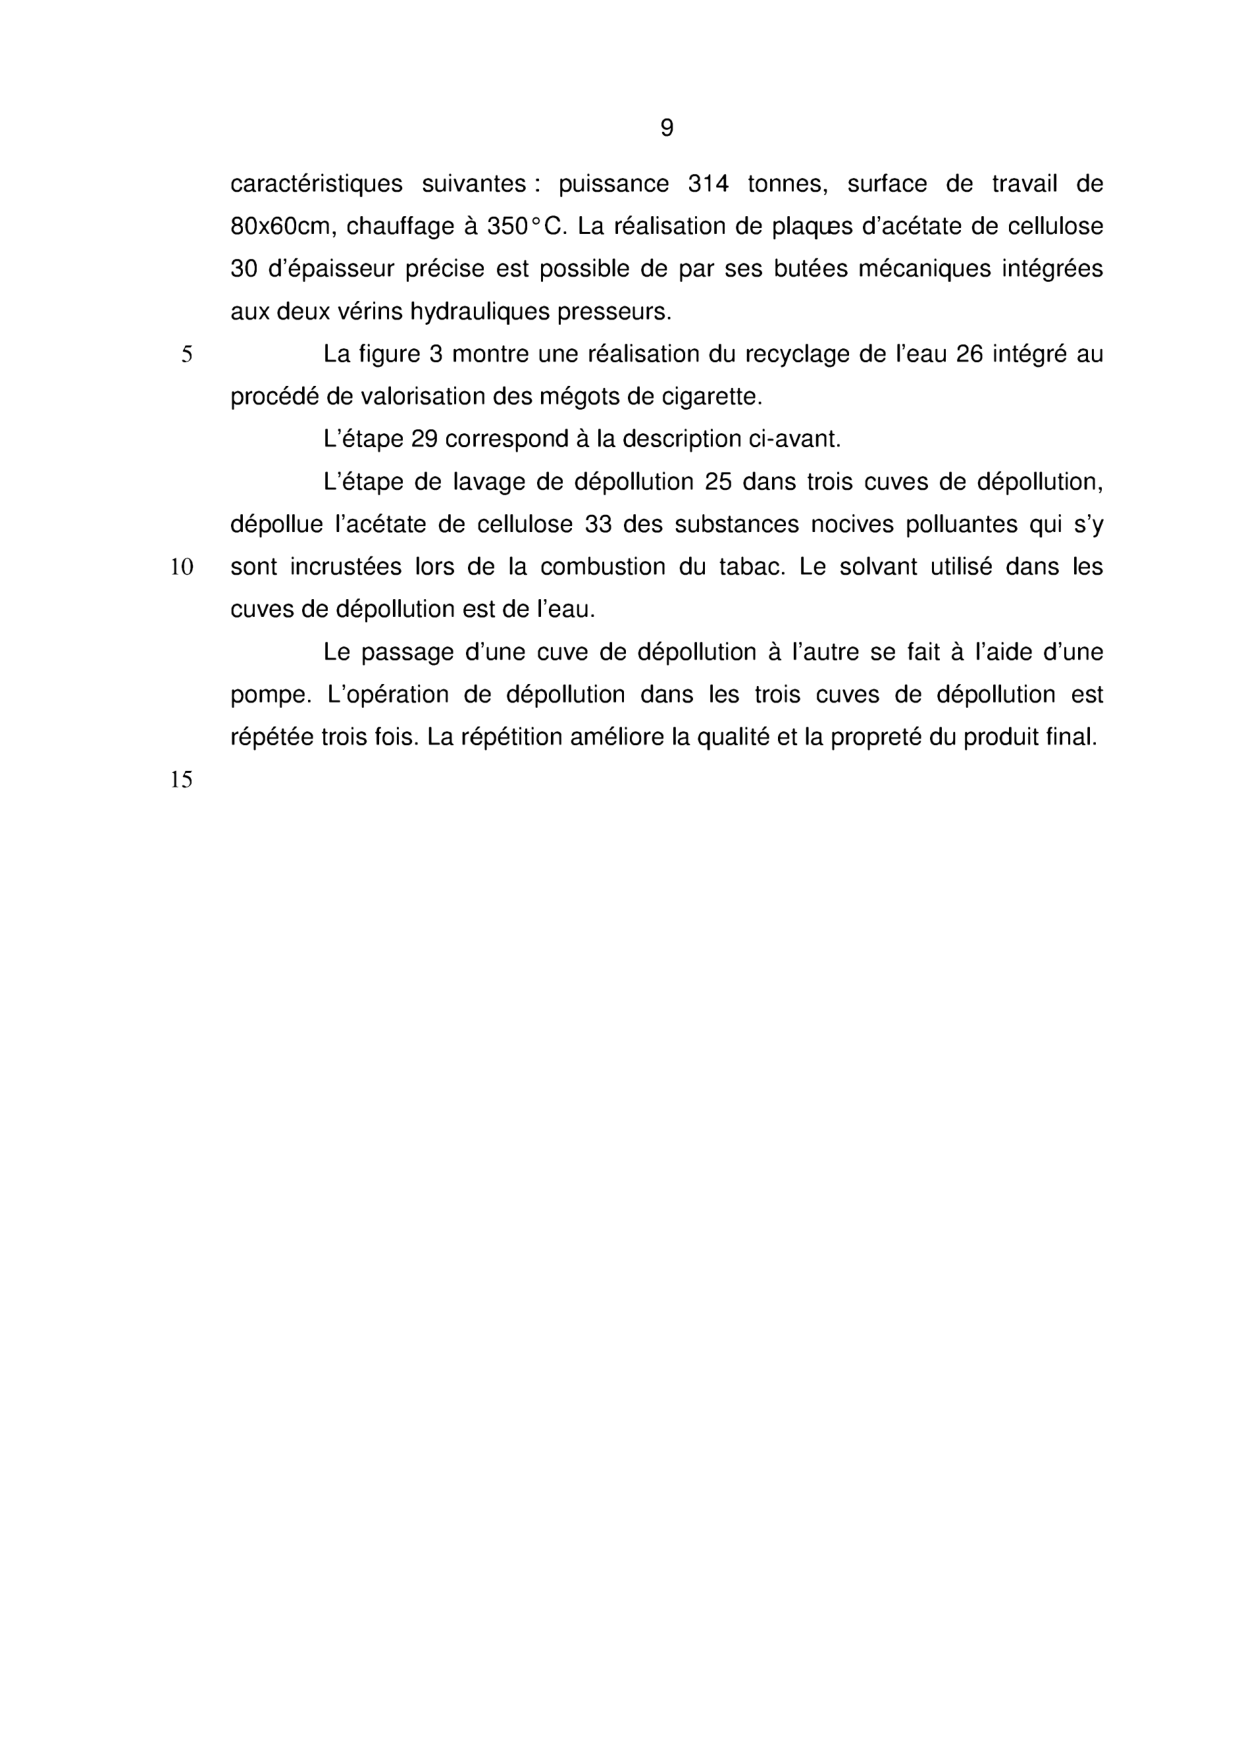 9
caractéristiques suivantes : puissance 314 tonnes, surface de travail de
80x60cm, chauffage à 350°C. La réalisation de plaques d'acétate de cellulose
30 d'épaisseur précise est possible de par ses butées mécaniques intégrées
aux deux vérins hydrauliques presseurs.
5 La figure 3 montre une réalisation du recyclage de l'eau 26 intégré au
procédé de valorisation des mégots de cigarette.
L'étape 29 correspond à la description ci-avant.
L'étape de lavage de dépollution 25 dans trois cuves de dépollution,
dépollue l'acétate de cellulose 33 des substances nocives polluantes qui s'y
10 sont incrustées lors de la combustion du tabac. Le solvant utilisé dans les
cuves de dépollution est de l'eau.
Le passage d'une cuve de dépollution à l'autre se fait à l'aide d'une
pompe. L'opération de dépollution dans les trois cuves de dépollution est
répétée trois fois. La répétition améliore la qualité et la propreté du produit final.
15